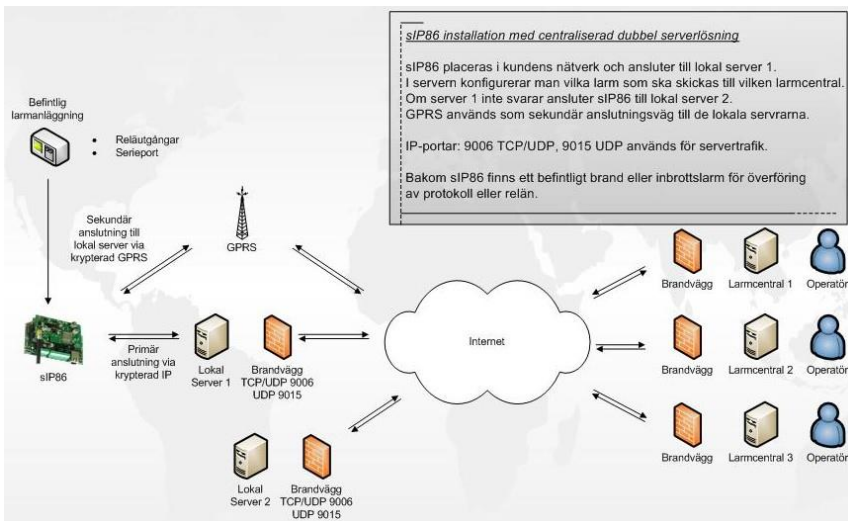 sIP86 installation med centraliserad dubbel serverlösning
sIP86 placeras i kundens nätverk och ansluter till lokal server 1.
I servern konfigurerar man vilka larm som ska skickas till vilken larmcentral.
Om server 1 inte svarar ansluter sIP86 till lokal server 2.
GPRS används som sekundär anslutningsväg till de lokala servrarna.
IP-portar: 9006 TCP/UDP, 9015 UDP används för servertrafik.
Bakom sIP86 finns ett befintligt brand eller inbrottslarm för överföring
av protokoll eller relän.
Befintlig
larmanläggning
• Reläutgångar
• Serieport
Sekundär
anslutning till
lokal server via
krypterad GPRS
GPRS
sIP86
Primär
anslutning via
krypterad IP
Lokal
Server 1
Brandvägg
TCP/UDP 9006
UDP 9015
Internet
Lokal
Server 2
Brandvägg
TCP/UDP 9006
UDP 9015
Brandvägg
Larmcentral 1
Operatör
Brandvägg
Larmcentral 2
Operatör
Brandvägg
Larmcentral 3
Operatör